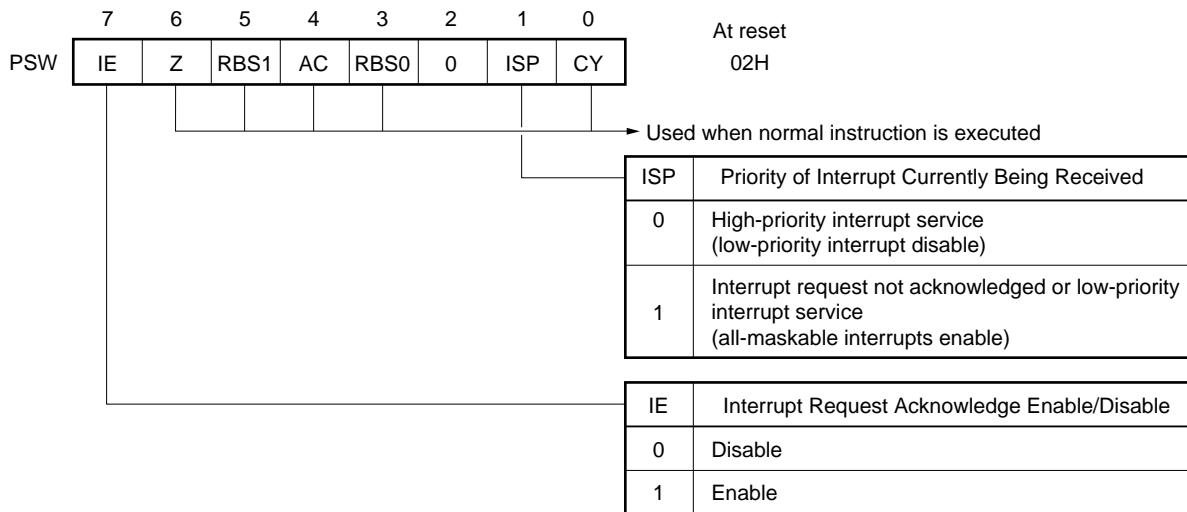 7 6 5 4 3 2 1 0
At reset
PSW IE Z RBS1 AC RBS0 0 ISP CY 02H
Used when normal instruction is executed
ISP Priority of Interrupt Currently Being Received
0 High-priority interrupt service
(low-priority interrupt disable)
Interrupt request not acknowledged or low-priority
1 interrupt service
(all-maskable interrupts enable)
IE Interrupt Request Acknowledge Enable/Disable
0 Disable
1 Enable